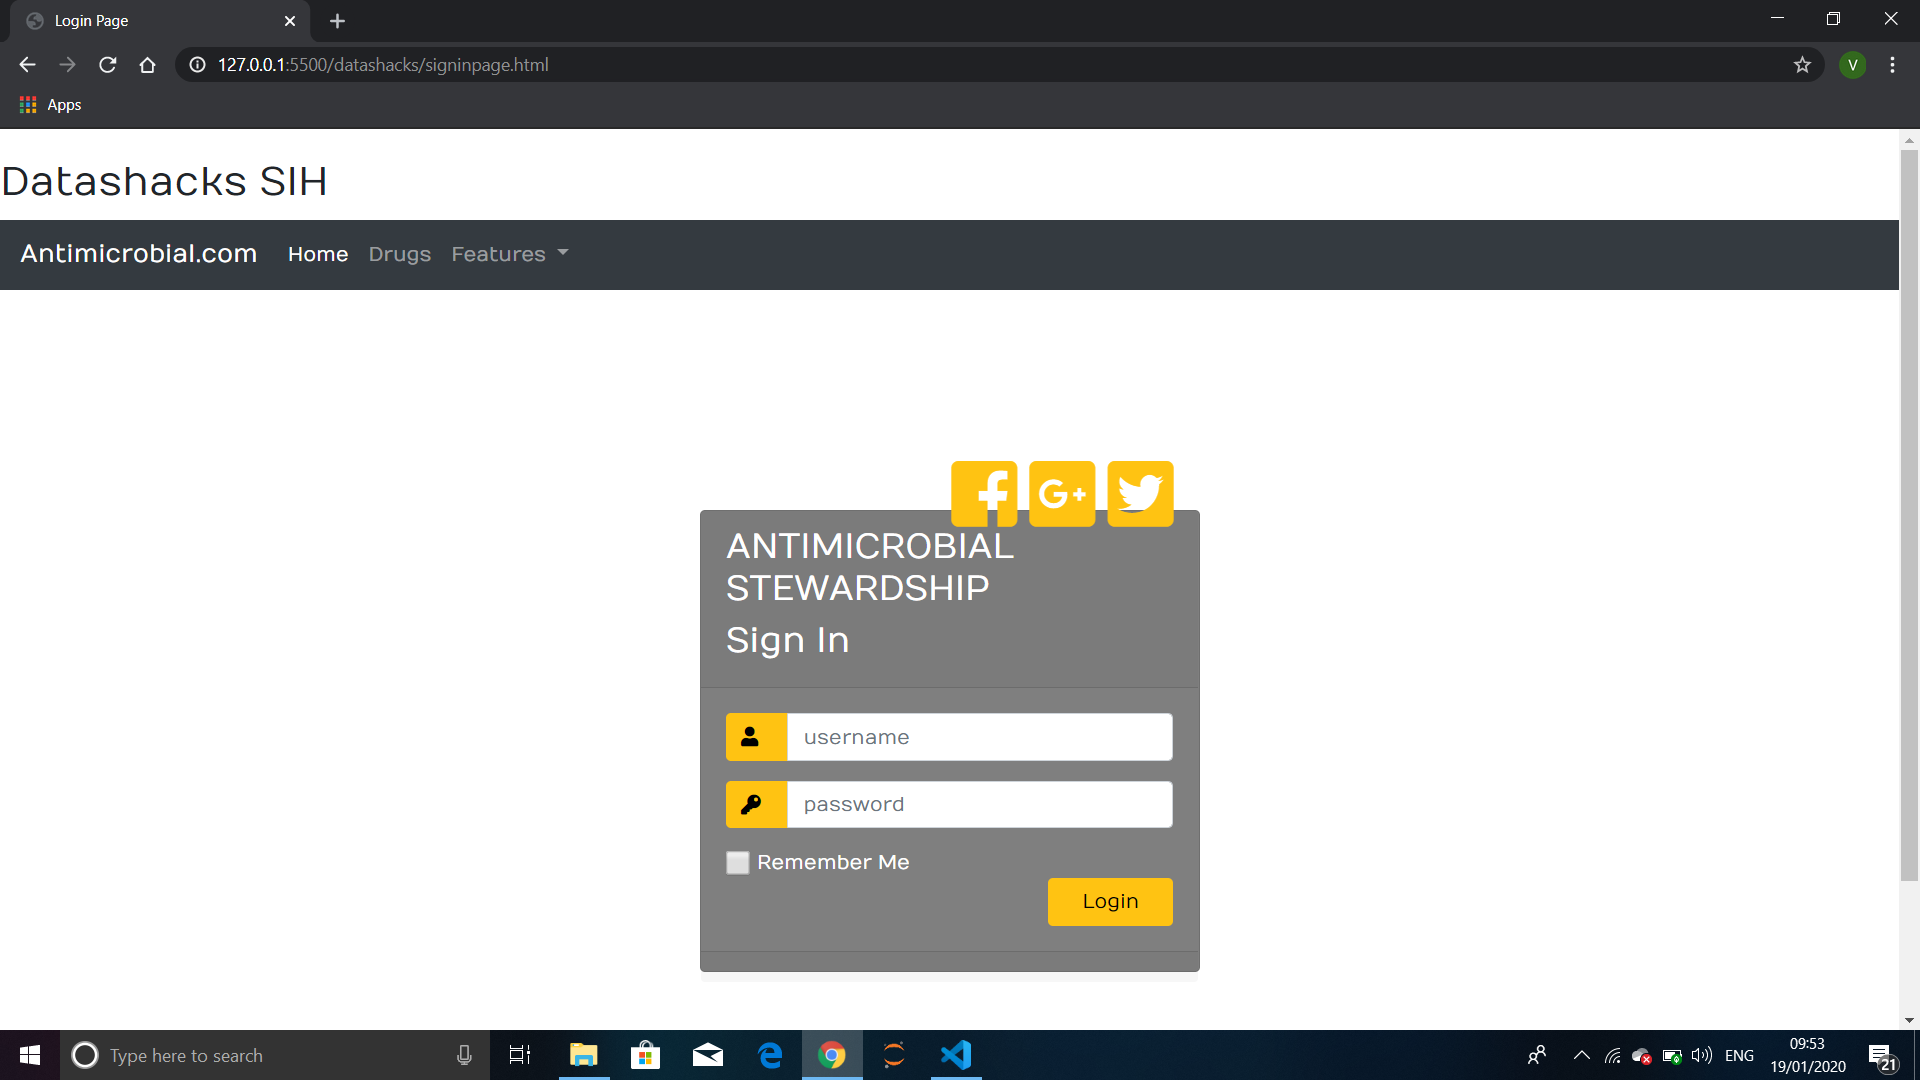 Login Page
127.0.0.1:5500/datashacks/signinpage.html
V
Apps
Datashacks SIH
Antimicrobial.com Home Drugs Features
ANTIMICROBIAL
STEWARDSHIP
Sign In
username
password
Remember Me
Login
Type here to search
ENG
09:53
19/01/2020
21